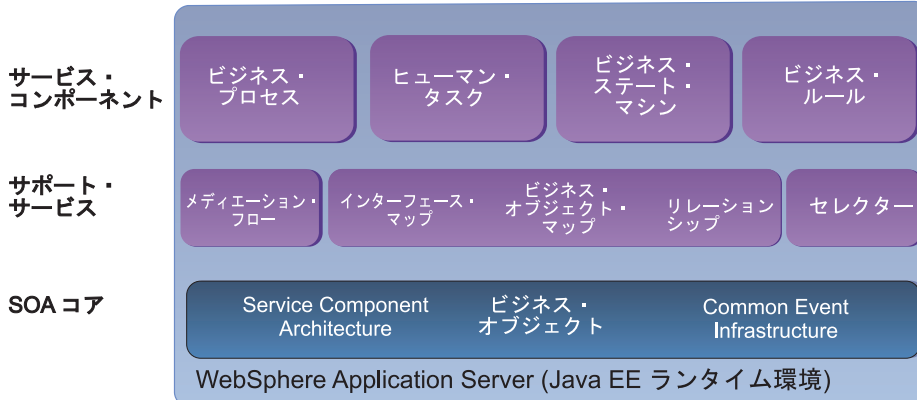 サービス・
コンポーネント
ビジネス・
プロセス
ヒューマン・
タスク
ビジネス・
ステート・
マシン
ビジネス・
ルール
サポート・
サービス
メディエーション・
フロー
インターフェース・
マップ
ビジネス・
オブジェクト・
マップ
リレーション
シップ
セレクター
SOA コア
Service Component
Architecture
ビジネス・
オブジェクト
Common Event
Infrastructure
WebSphere Application Server (Java EE ランタイム環境)